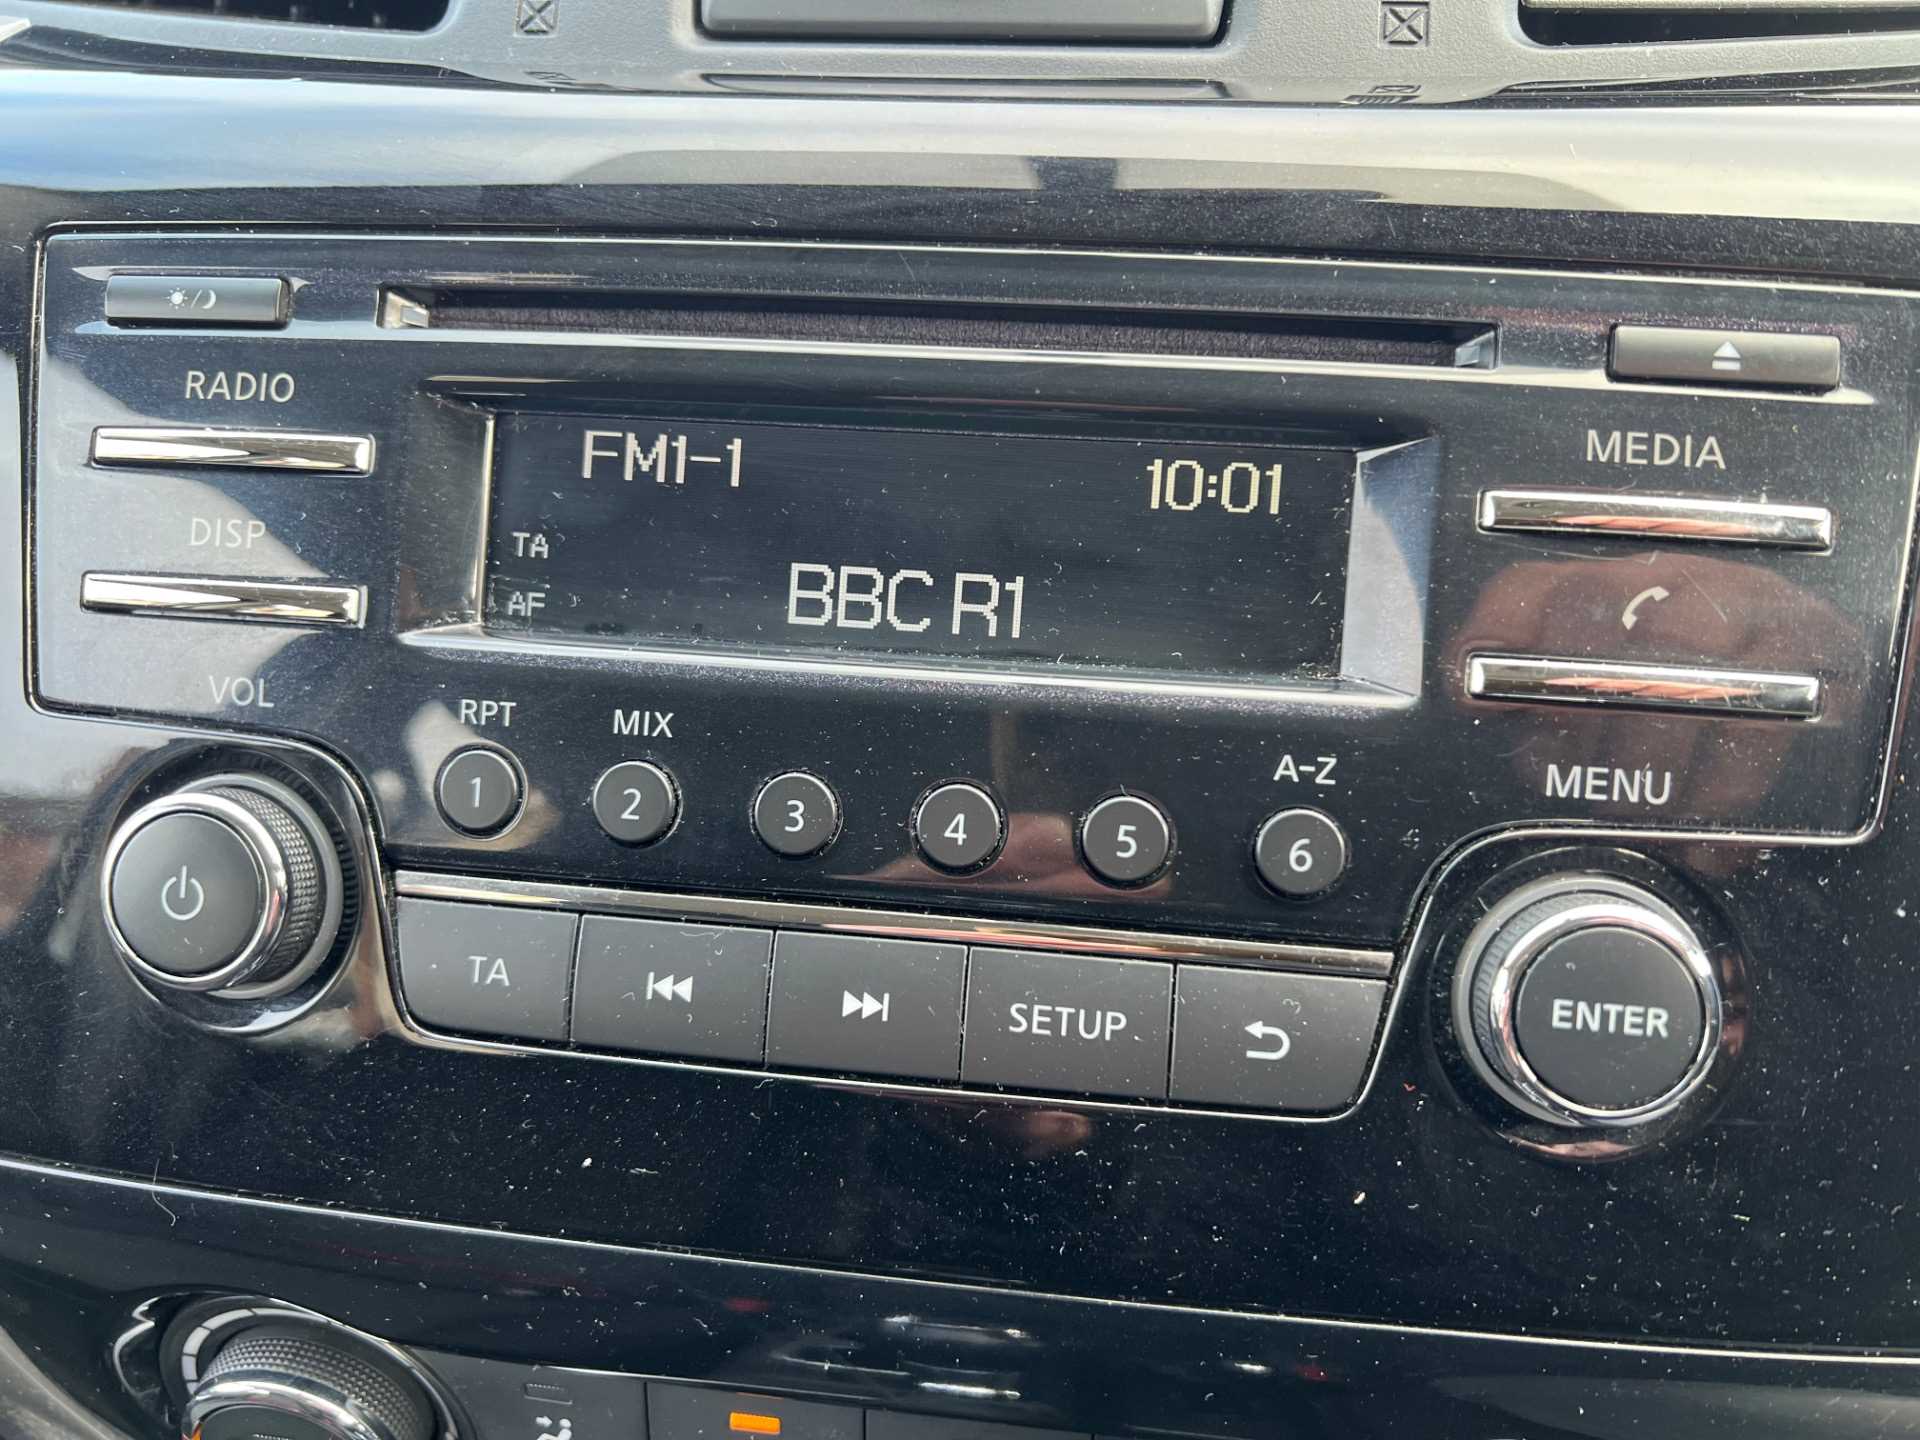 RADIO
DISP
VOL
FM1-1
10:01
TA
AF
BBC R1
MEDIA
MENU
RPT
MIX
A-Z
1
2
3
4
5
6
TA
SETUP
ENTER